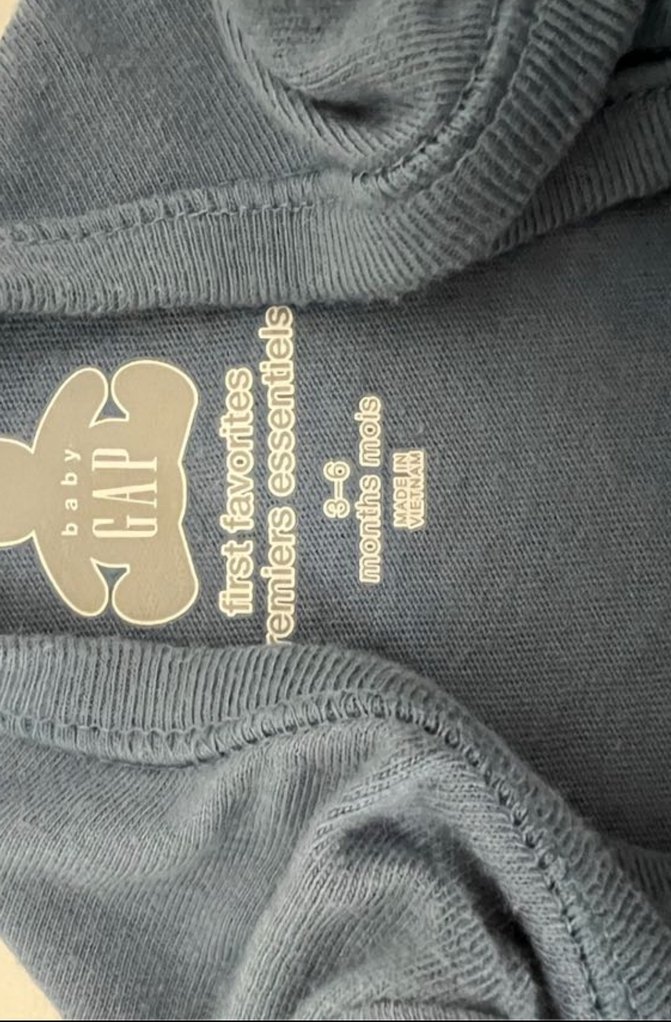 baby
GAP
first favorites
remiers essentiels
3-6
months mois
MADE IN
VIETNAM